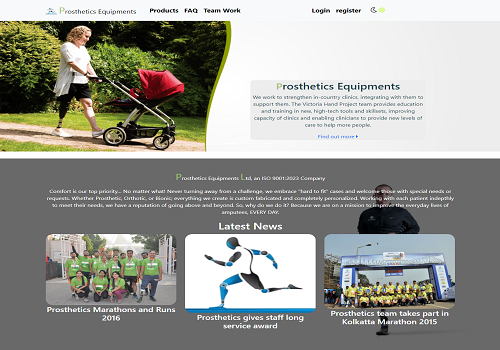 Prosthetics Equipments
Products FAQ Team Work
Login register
Prosthetics Equipments
We work to strengthen in-country clinics, integrating with them to
support them. The Victoria Hand Project team provides education
and training in new, high-tech tools and skillsets, improving
capacity of clinics and enabling clinicians to provide new levels of
care to help more people.
Find out more
Prosthetics Equipments Ltd, an ISO 9001:2023 Company
Comfort is our top priority... No matter what! Never turning away from a challenge, we embrace "hard to fit" cases and welcome those with special needs or
requests. Whether Prosthetic, Orthotic, or Bionic; everything we create is custom fabricated and completely personalized. Working with each patient indepthly
to meet their needs, we have a reputation of going above and beyond. So, why do we do it? Because we are on a mission to improve the everyday lives of
amputees, EVERY DAY.
Latest News
Prosthetics Marathons and Runs
2016
Prosthetics gives staff long
service award
Prosthetics team takes part in
Kolkatta Marathon 2015